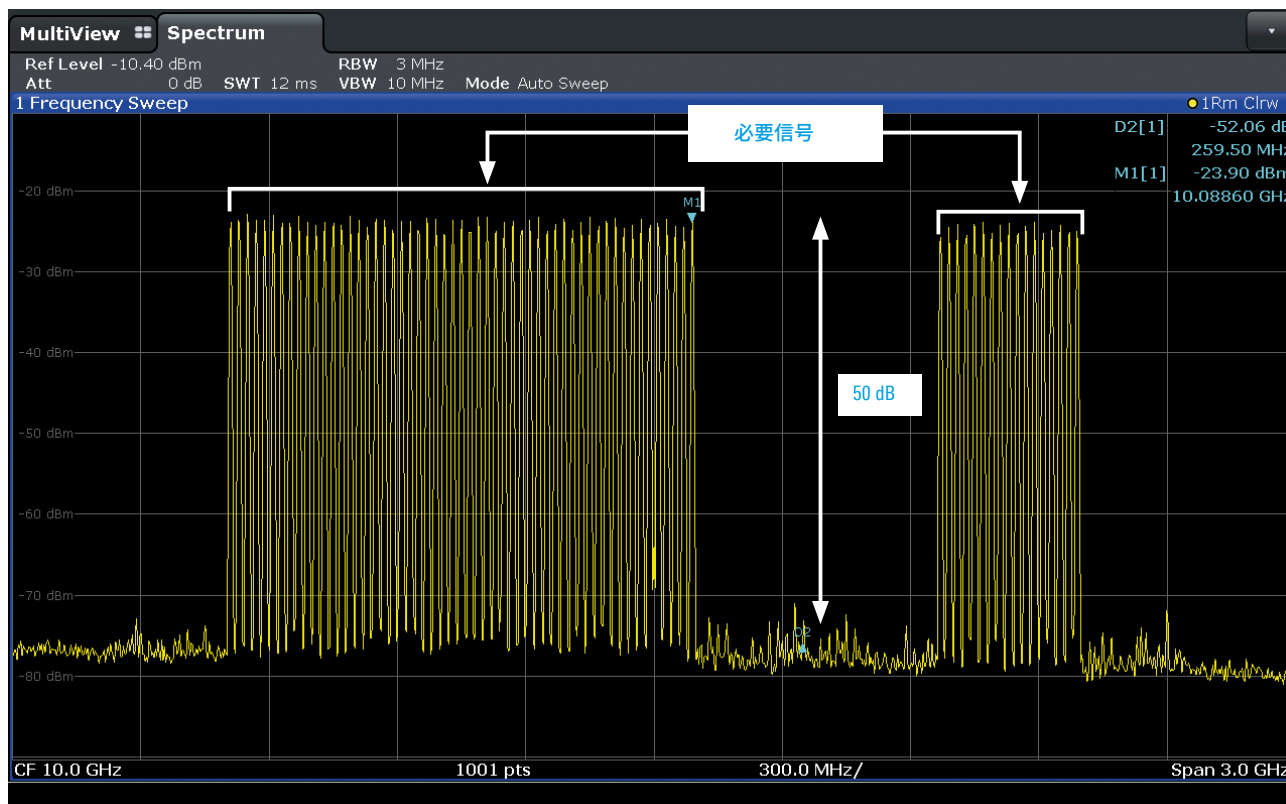 MultiView Spectrum
Ref Level -10.40 dBm RBW 3 MHz
Att 0 dB SWT 12 ms VBW 10 MHz Mode Auto Sweep
1 Frequency Sweep 1Rm Clrw
必要信号
D2[1] -52.06 dB
259.50 MHz
M1[1] -23.90 dBm
10.08860 GHz
-20 dBm
M1
-30 dBm
-40 dBm
50 dB
-50 dBm
-60 dBm
-70 dBm
D2
-80 dBm
CF 10.0 GHz 1001 pts 300.0 MHz/ Span 3.0 GHz